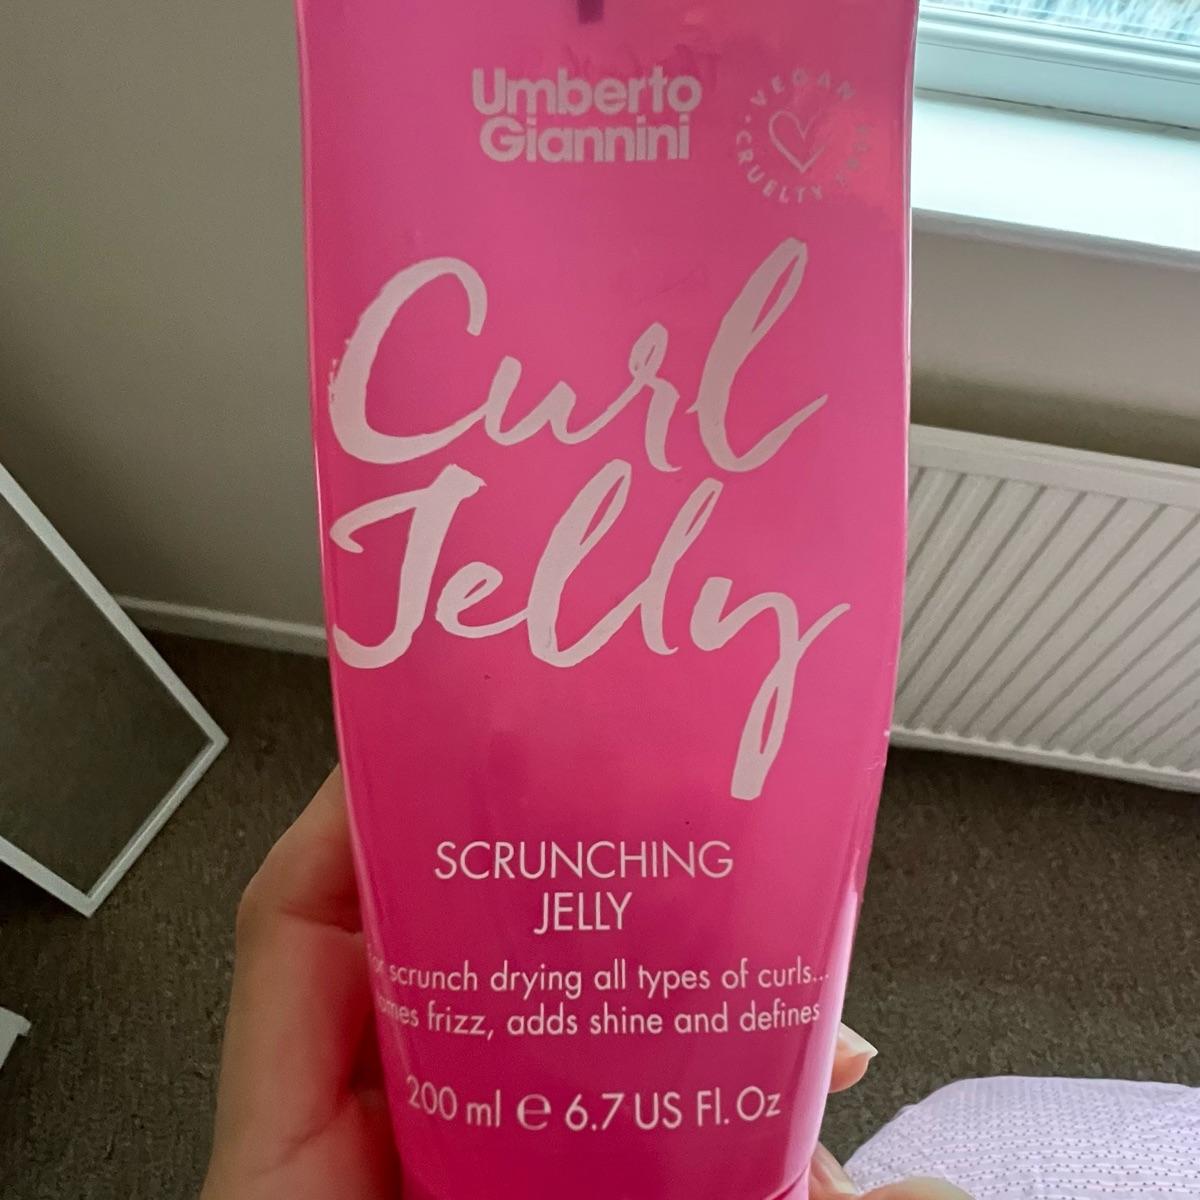 Umberto
Giannini
VEGAN
CRUELTY FREE
Curl
Jelly
SCRUNCHING
JELLY
scrunch drying all types of curls...
frizz, adds shine and defines
200 ml e 6.7 US Fl. Oz